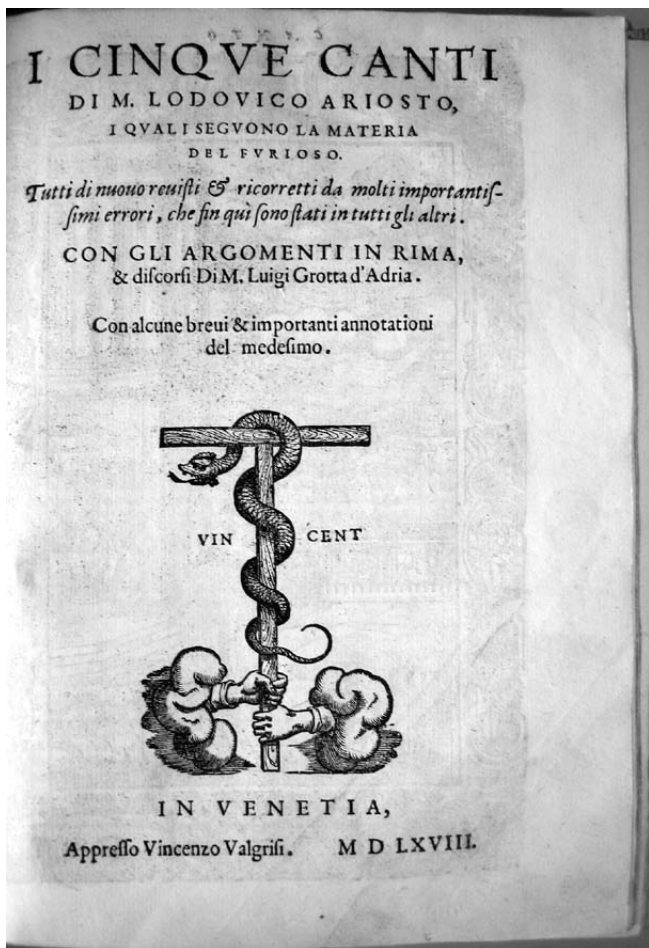 I CINQVE CANTI
DI M. LODOVICO ARIOSTO,
I QVALI SEGVONO LA MATERIA
DEL FVRIOSO.
Tutti di nuouo reuiſti & ricorretti da molti importantiſ-
ſimi errori, che fin quì ſono ſtati in tutti gli altri.
CON GLI ARGOMENTI IN RIMA,
& diſcorſi Di M. Luigi Grotta d'Adria.
Con alcune breui & importanti annotationi
del medeſimo.
VIN CENT
IN VENETIA,
Appreſſo Vincenzo Valgriſi. M D LXVIII.